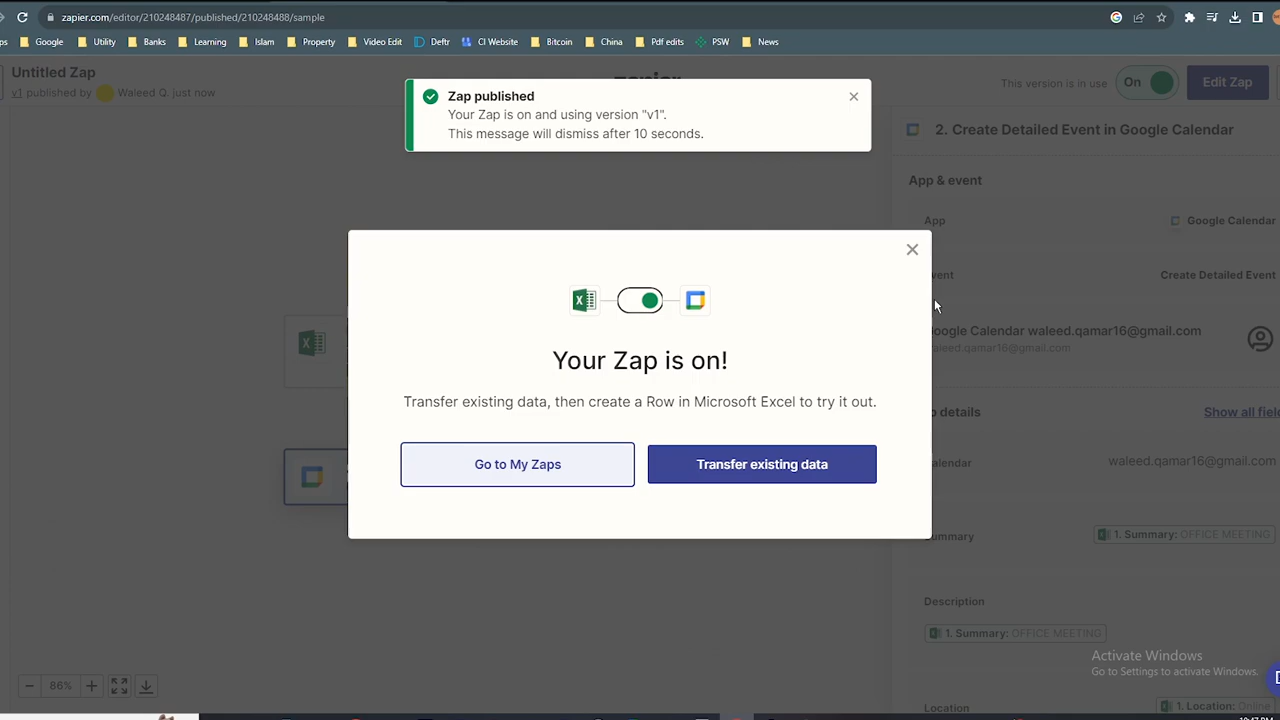 zapier.com/editor/210248487/published/210248488/sample
Google Utility Banks Learning Islam Property Video Edit Deftr CI Website Bitcoin China Pdf edits PSW News
Untitled Zap
v1 published by Waleed Q. just now
This version is in use On Edit Zap
Zap published
Your Zap is on and using version "v1".
This message will dismiss after 10 seconds.
2. Create Detailed Event in Google Calendar
App & event
App Google Calendar
Create Detailed Event
Google Calendar waleed.qamar16@gmail.com
waleed.qamar16@gmail.com
Your Zap is on!
Transfer existing data, then create a Row in Microsoft Excel to try it out.
Go to My Zaps Transfer existing data
details Show all
waleed.qamar16@gmail.com
Summary 1. Summary: OFFICE MEETING
Description
1. Summary: OFFICE MEETING
Activate Windows
Go to Settings to activate Windows.
Location 1. Location: Online
86%